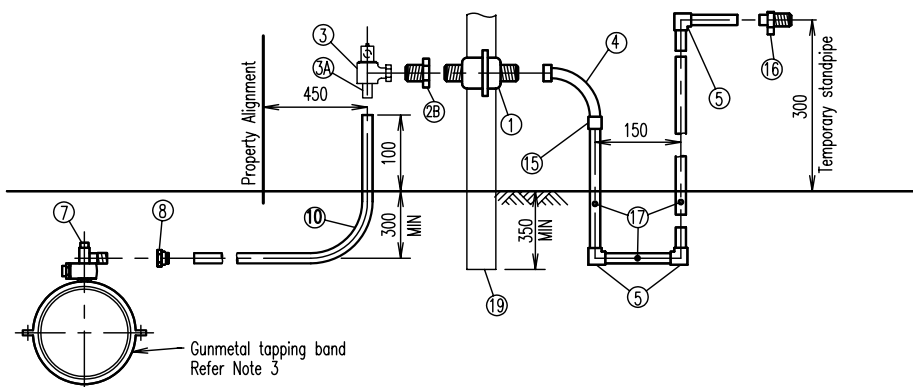 3
3A
450
Property Alignment
2B
1
4
150
15
5
16
300
Temporary standpipe
100
7
8
10
300
MIN
350
MIN
17
19
5
Gunmetal tapping band
Refer Note 3